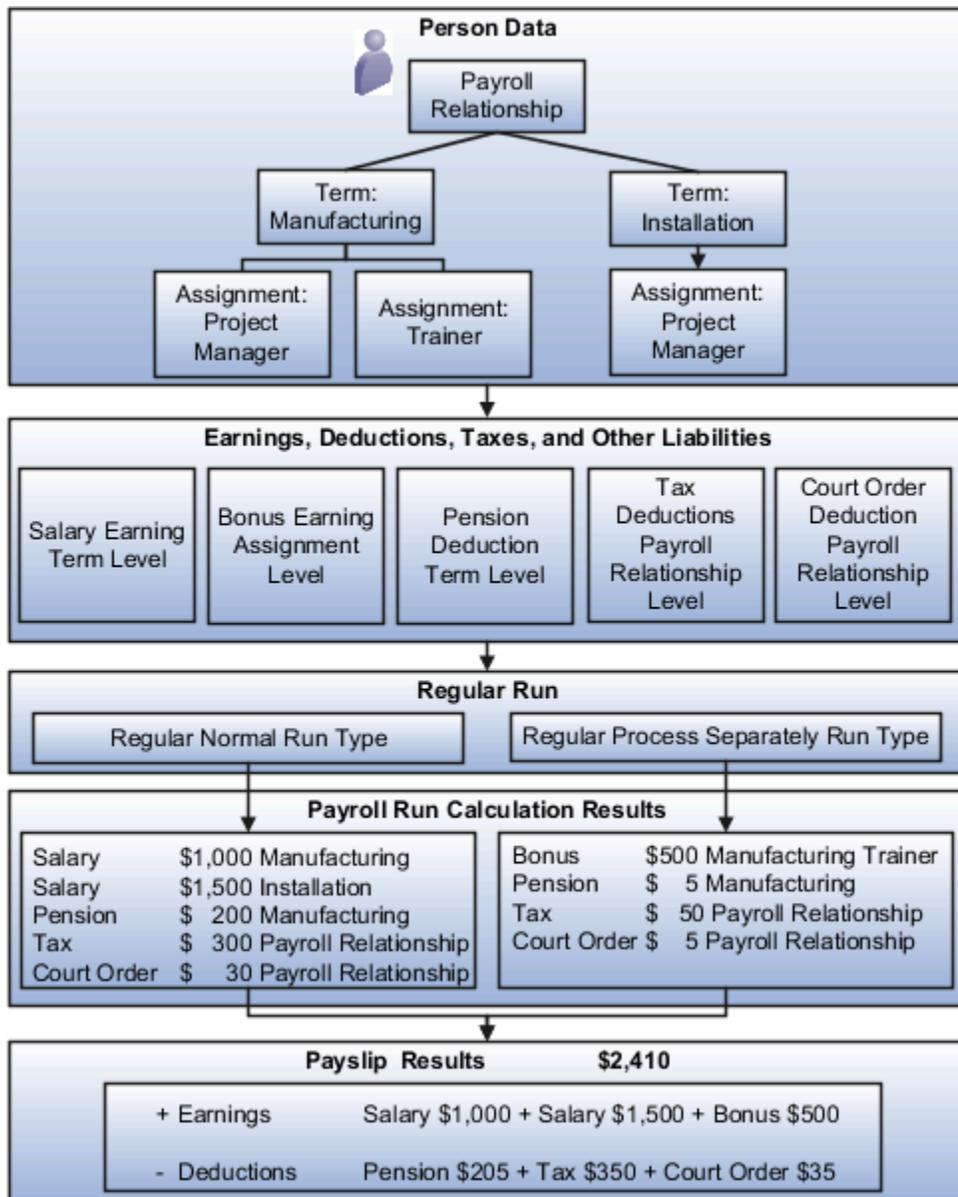 Person Data
Payroll
Relationship
Term:
Manufacturing
Term:
Installation
Assignment:
Project
Manager
Assignment:
Trainer
Assignment:
Project
Manager
Earnings, Deductions, Taxes, and Other Liabilities
Salary Earning
Term Level
Bonus Earning
Assignment
Level
Pension
Deduction
Term Level
Tax
Deductions
Payroll
Relationship
Level
Court Order
Deduction
Payroll
Relationship
Level
Regular Run
Regular Normal Run Type
Regular Process Separately Run Type
Payroll Run Calculation Results
Salary $1,000 Manufacturing
Salary $1,500 Installation
Pension $ 200 Manufacturing
Tax $ 300 Payroll Relationship
Court Order $ 30 Payroll Relationship
Bonus $500 Manufacturing Trainer
Pension $ 5 Manufacturing
Tax $ 50 Payroll Relationship
Court Order $ 5 Payroll Relationship
Payslip Results $2,410
+ Earnings Salary $1,000 + Salary $1,500 + Bonus $500
- Deductions Pension $205 + Tax $350 + Court Order $35